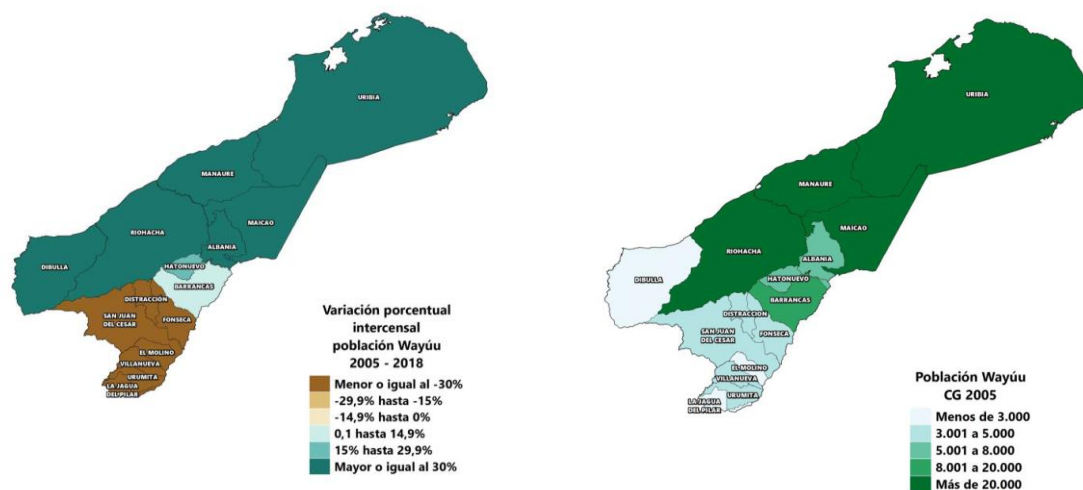 URIBIA
MANAURE
MAICAO
RIOHACHA
ALBANIA
DIBULLA
HATONUEVO
BARRANCAS
DISTRACCIÓN
SAN JUAN
DEL CESAR
FONSECA
EL MOLINO
VILLANUEVA
URUMITA
LA JAGUA
DEL PILAR
Variación porcentual
intercensal
población Wayúu
2005 - 2018
Menor o igual al -30%
-29,9% hasta -15%
-14,9% hasta 0%
0,1 hasta 14,9%
15% hasta 29,9%
Mayor o igual al 30%
URIBIA
MANAURE
MAICAO
RIOHACHA
ALBANIA
DIBULLA
HATONUEVO
BARRANCAS
DISTRACCION
SAN JUAN
DEL CESAR
FONSECA
EL MOLINO
VILLANUEVA
URUMITA
LA JAGUA
DEL PILAR
Población Wayúu
CG 2005
Menos de 3.000
3.001 a 5.000
5.001 a 8.000
8.001 a 20.000
Más de 20.000